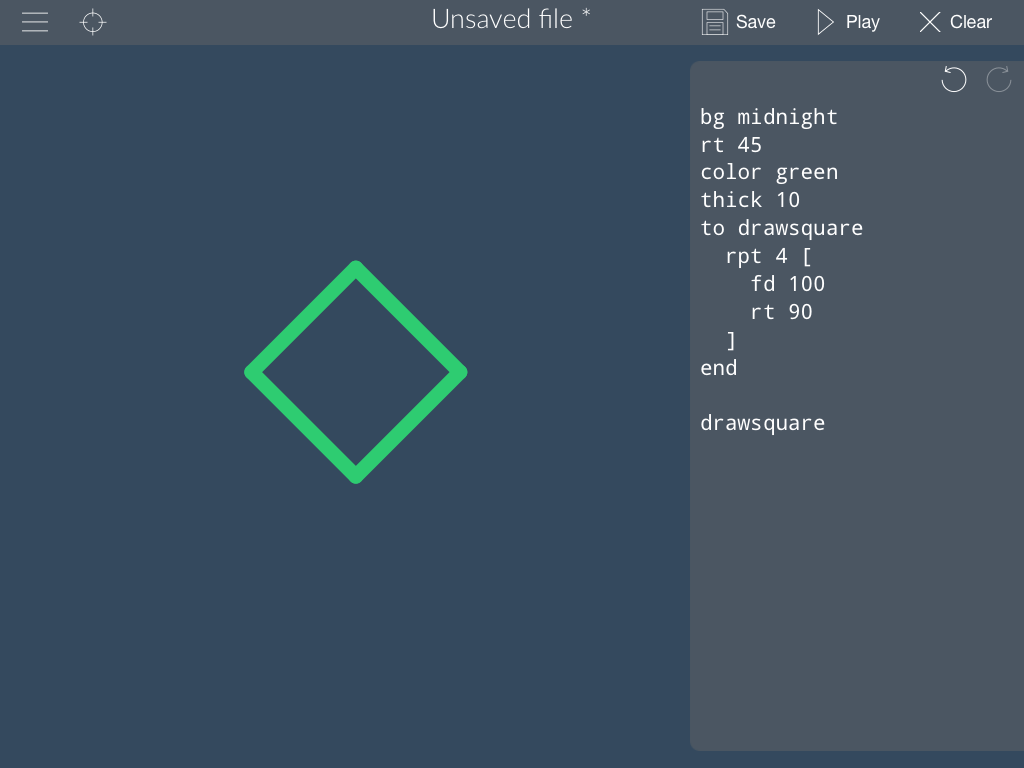 Unsaved file *
Save
Play
Clear
bg midnight
rt 45
color green
thick 10
to drawsquare
  rpt 4 [
    fd 100
    rt 90
  ]
end
drawsquare